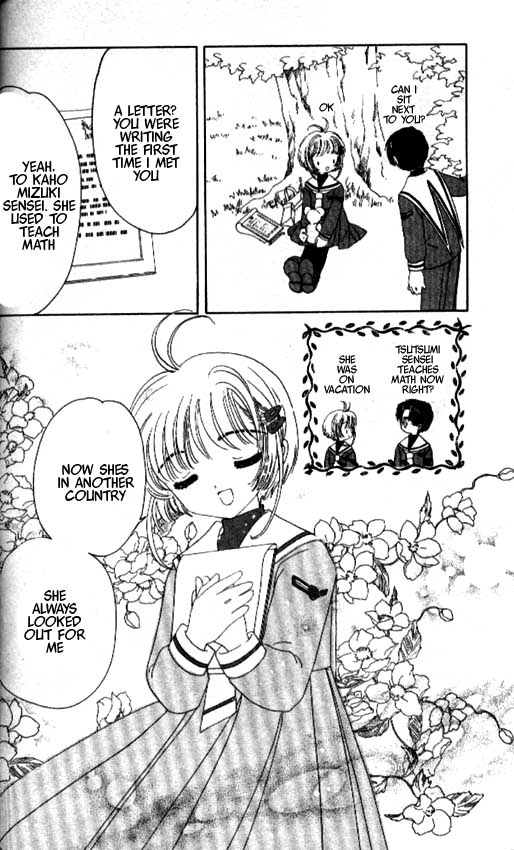 CAN I
SIT
NEXT
TO YOU?
OK
A LETTER?
YOU WERE
WRITING
THE FIRST
TIME I MET
YOU
YEAH.
TO KAHO
MIZUKI
SENSEI. SHE
USED TO
TEACH
MATH
TSUTSUMI
SENSEI
TEACHES
MATH NOW
RIGHT?
SHE
WAS
ON
VACATION
NOW SHES
IN ANOTHER
COUNTRY
SHE
ALWAYS
LOOKED
OUT FOR
ME